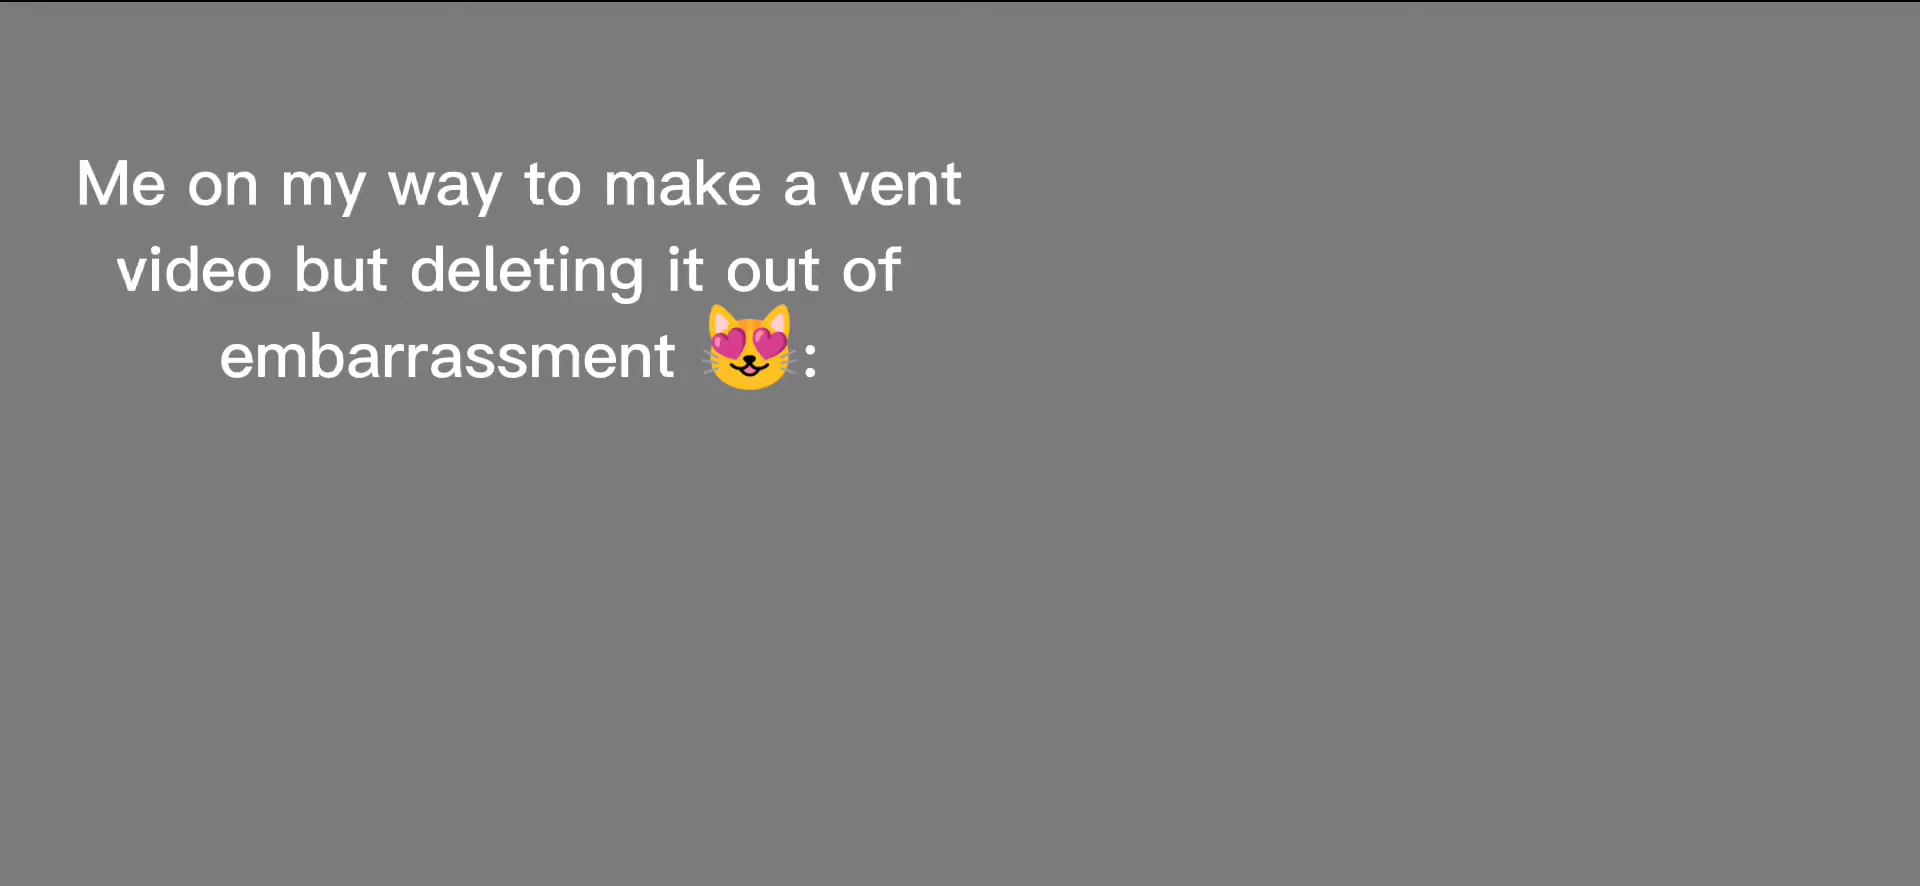 Me on my way to make a vent
video but deleting it out of
embarrassment 😻: